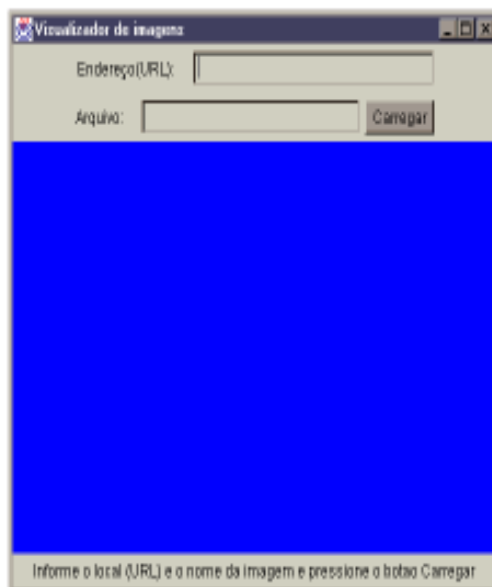 Visualizador de imagens
Endereço(URL):
Arquivo:
Carregar
Informe o local (URL) e o nome da imagem e pressione o botao Carregar